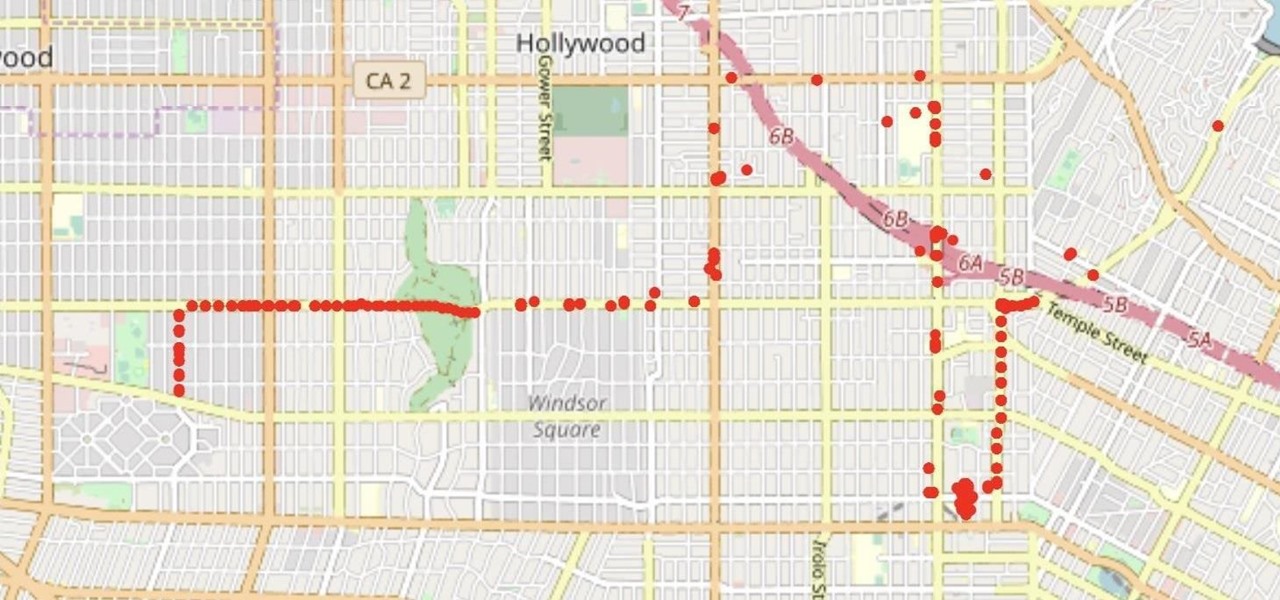 7
Hollywood
wood
CA 2
Gower Street
6B
6B
6A
5B
5B
Temple Street
5A
Windsor
Square
Irolo St